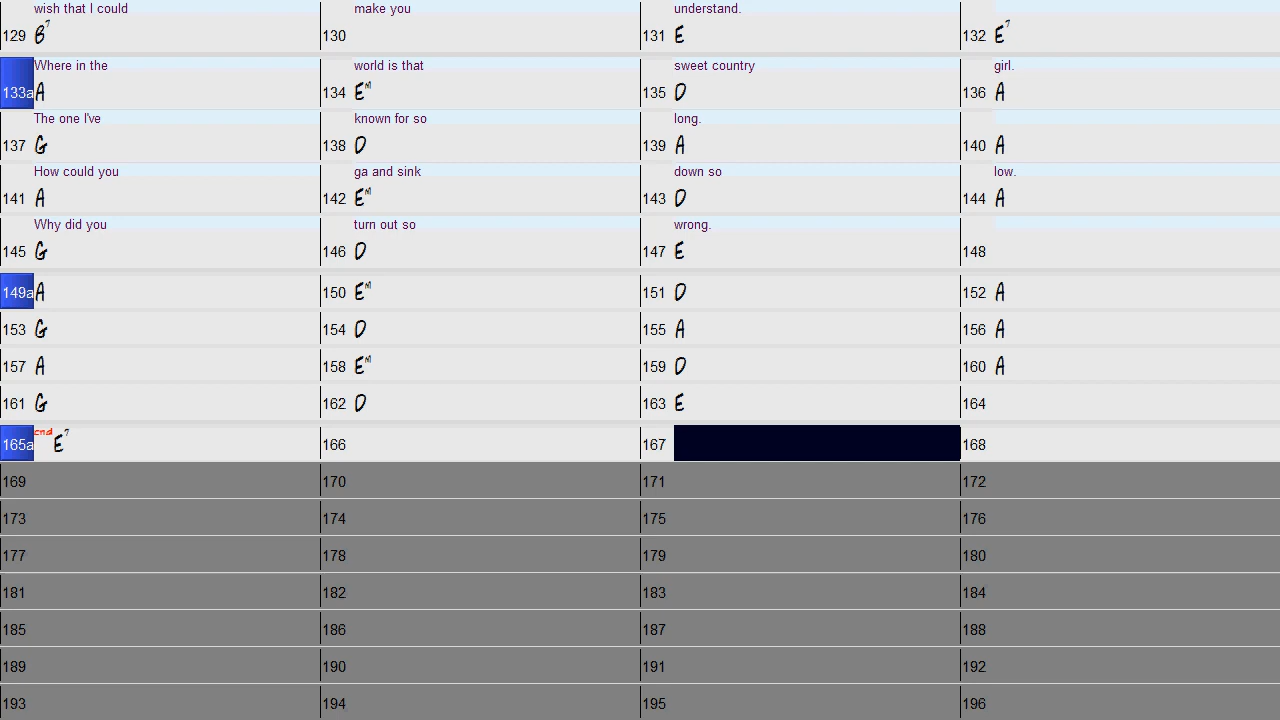 wish that I could make you understand.
129 B7 130 131 E 132 E7
Where in the world is that sweet country girl.
133a A 134 Em 135 D 136 A
The one I've known for so long.
137 G 138 D 139 A 140 A
How could you ga and sink down so low.
141 A 142 Em 143 D 144 A
Why did you turn out so wrong.
145 G 146 D 147 E 148
149a A 150 Em 151 D 152 A
153 G 154 D 155 A 156 A
157 A 158 Em 159 D 160 A
161 G 162 D 163 E 164
165a end E7 166 167 168
169 170 171 172
173 174 175 176
177 178 179 180
181 182 183 184
185 186 187 188
189 190 191 192
193 194 195 196